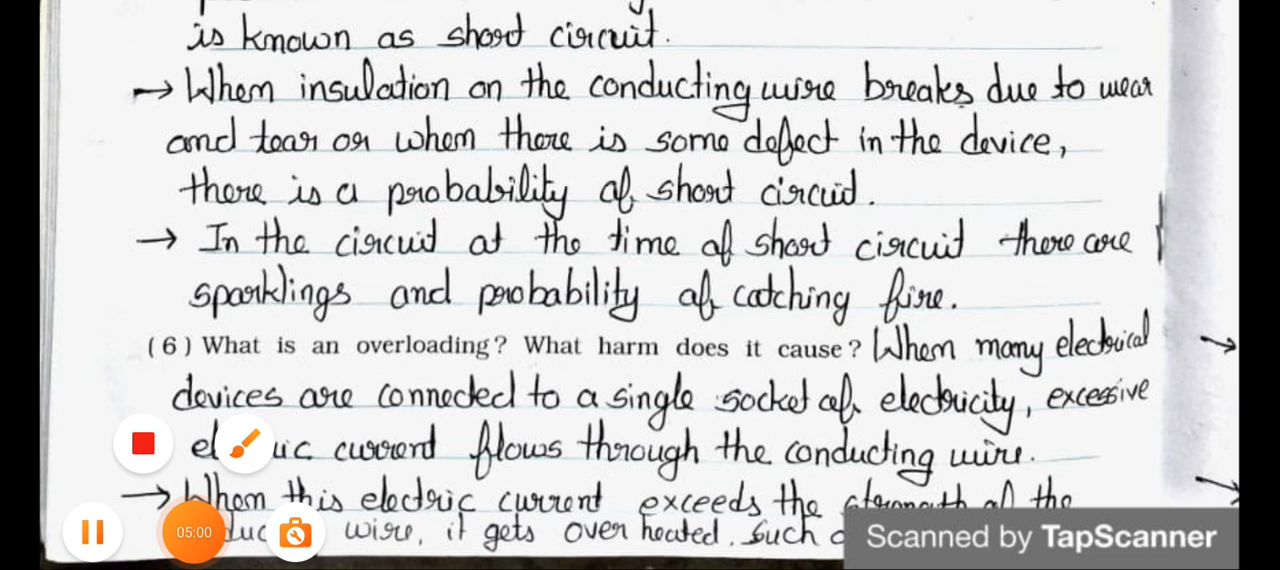 is known as short circuit.
→ When insulation on the conducting wire breaks due to wear
and tear or when there is some defect in the device,
there is a probability of short circuit.
→ In the circuit at the time of short circuit there are
sparklings and probability of catching fire.
(6) What is an overloading? What harm does it cause? When many electrical
devices are connected to a single socket of electricity, excessive
current flows through the conducting wire.
→ When this electric current exceeds the strength of the
wire, it gets over heated. Such
05:00
Scanned by TapScanner